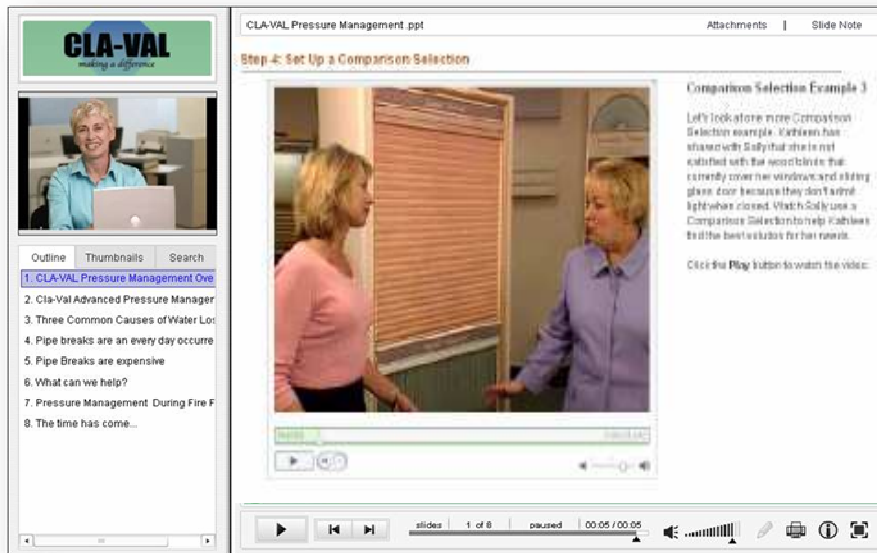 CLA-VAL
making a difference
CLA-VAL Pressure Management .ppt
Attachments | Slide Note
Outline Thumbnails Search
1. CLA-VAL Pressure Management Ove
2. Cla-Val Advanced Pressure Manager
3. Three Common Causes of Water Los
4. Pipe breaks are an every day occurre
5. Pipe Breaks are expensive
6. What can we help?
7. Pressure Management During Fire F
8. The time has come...
Step 4: Set Up a Comparison Selection
Comparison Selection Example 3
Let's look at one more Comparison
Selection example. Kathleen has
shared with Sally that she is not
satisfied with the wood blinds that
currently cover her windows and sliding
glass door because they don't admit
light when closed. Watch Sally use a
Comparison Selection to help Kathleen
find the best solution for her needs.
Click the Play button to watch the video.
slides 1 of 8 paused 00:05 / 00:05